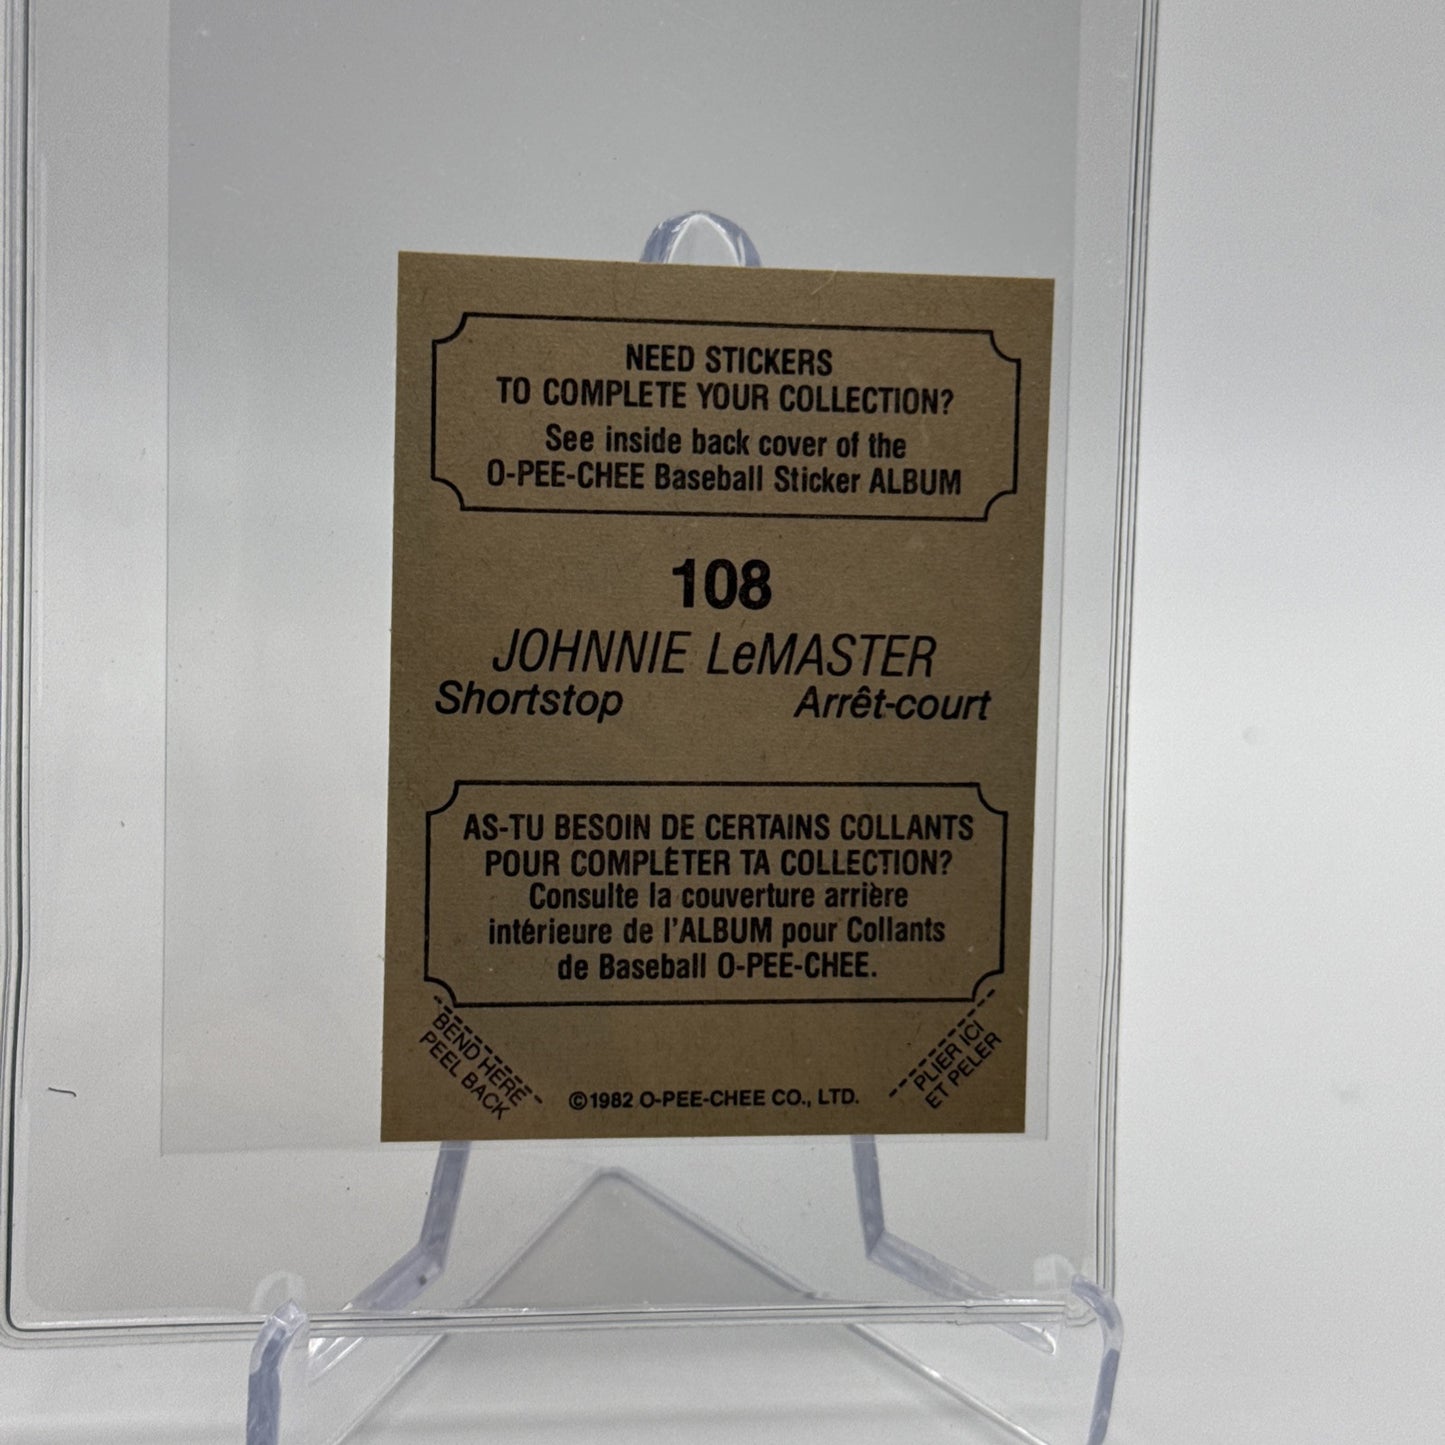 NEED STICKERS
TO COMPLETE YOUR COLLECTION?
See inside back cover of the
O-PEE-CHEE Baseball Sticker ALBUM
108
JOHNNIE LeMASTER
Shortstop Arrêt-court
AS-TU BESOIN DE CERTAINS COLLANTS
POUR COMPLÉTER TA COLLECTION?
Consulte la couverture arrière
intérieure de l'ALBUM pour Collants
de Baseball O-PEE-CHEE.
BEND HERE
PEEL BACK
©1982 O-PEE-CHEE CO., LTD.
PLIER ICI
ET PELER